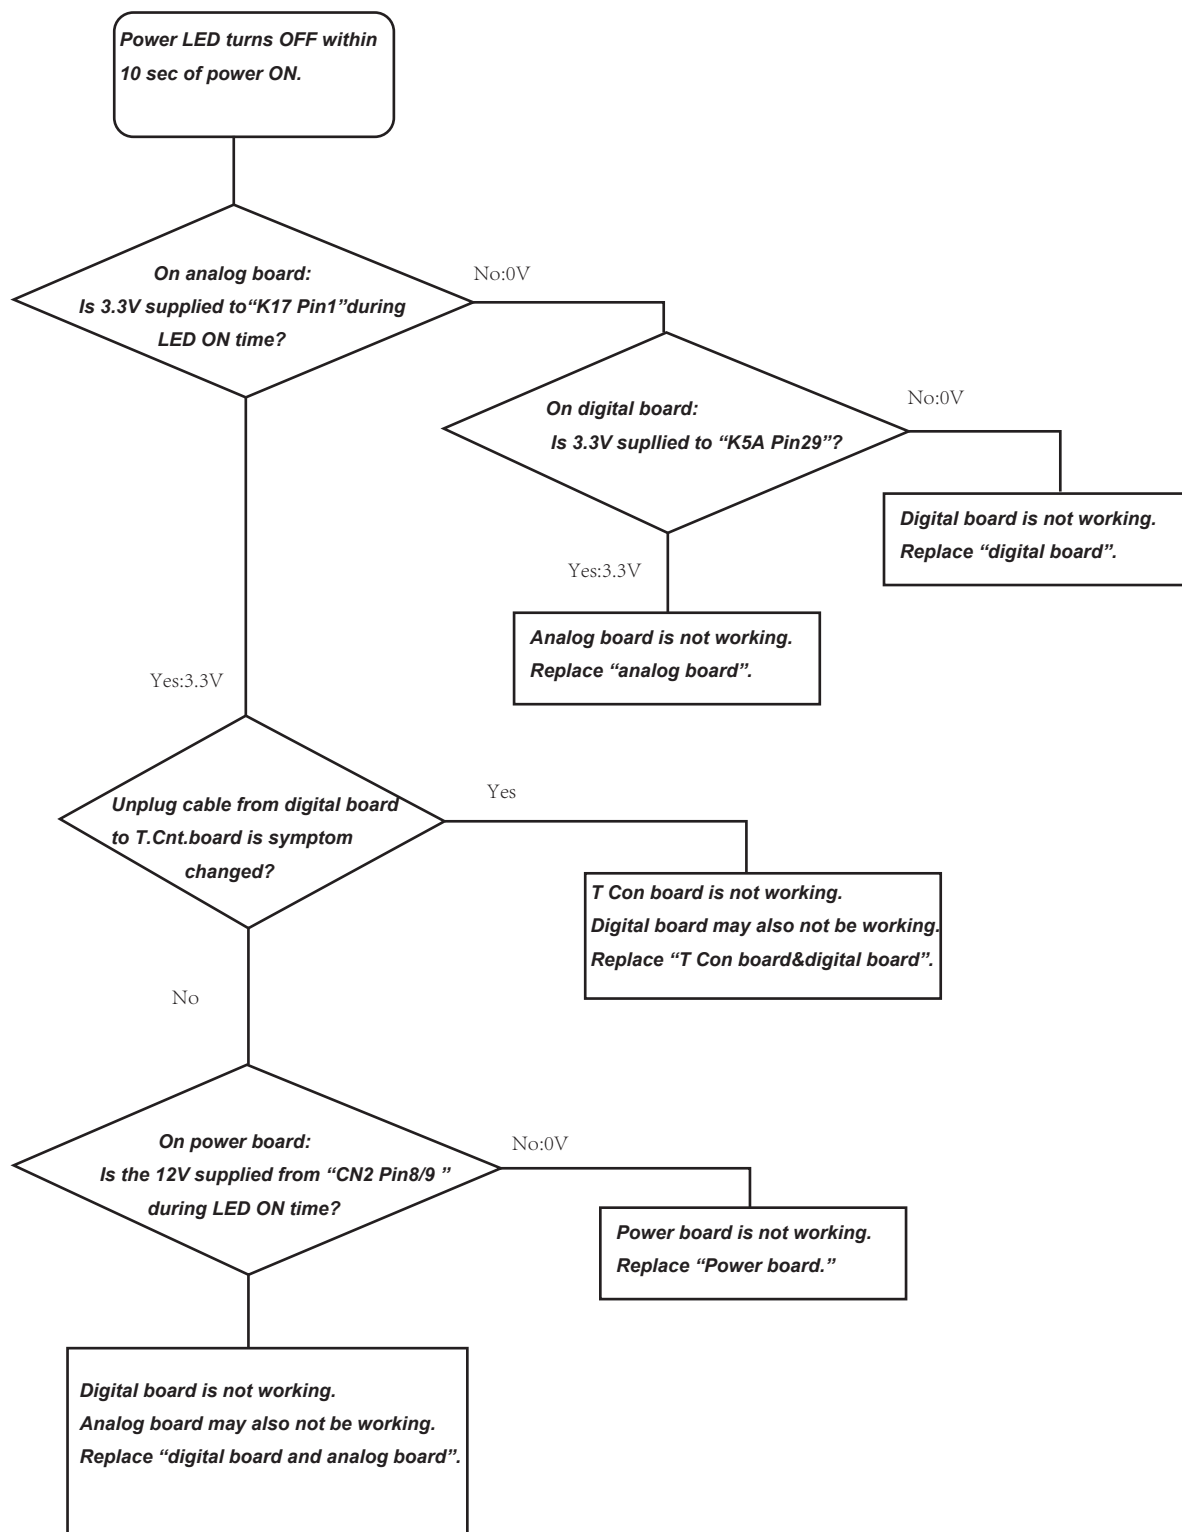 Power LED turns OFF within
10 sec of power ON.
On analog board:
Is 3.3V supplied to“K17 Pin1”during
LED ON time?
No:0V
On digital board:
Is 3.3V supllied to “K5A Pin29”?
No:0V
Digital board is not working.
Replace “digital board”.
Yes:3.3V
Analog board is not working.
Replace “analog board”.
Yes:3.3V
Unplug cable from digital board
to T.Cnt.board is symptom
changed?
Yes
T Con board is not working.
Digital board may also not be working.
Replace “T Con board&digital board”.
No
On power board:
Is the 12V supplied from “CN2 Pin8/9 ”
during LED ON time?
No:0V
Power board is not working.
Replace “Power board.”
Digital board is not working.
Analog board may also not be working.
Replace “digital board and analog board”.